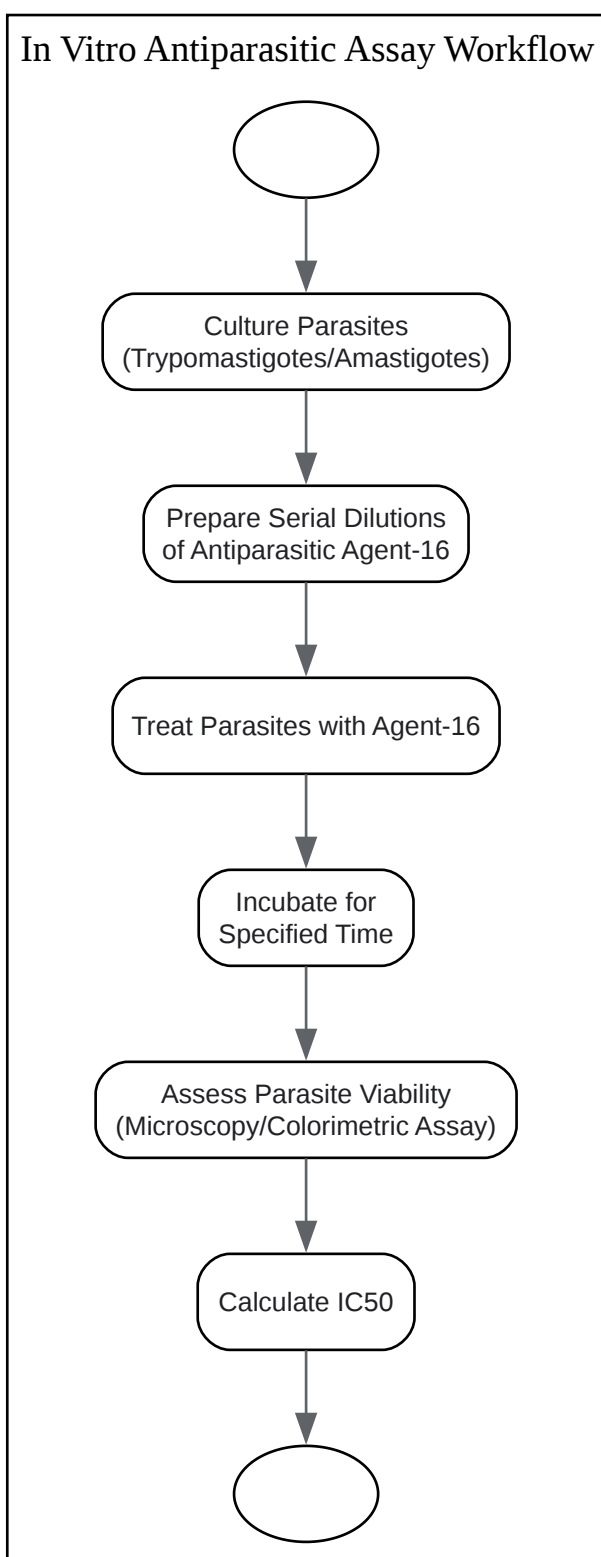 In Vitro Antiparasitic Assay Workflow
Culture Parasites
(Trypomastigotes/Amastigotes)
Prepare Serial Dilutions
of Antiparasitic Agent-16
Treat Parasites with Agent-16
Incubate for
Specified Time
Assess Parasite Viability
(Microscopy/Colorimetric Assay)
Calculate IC50